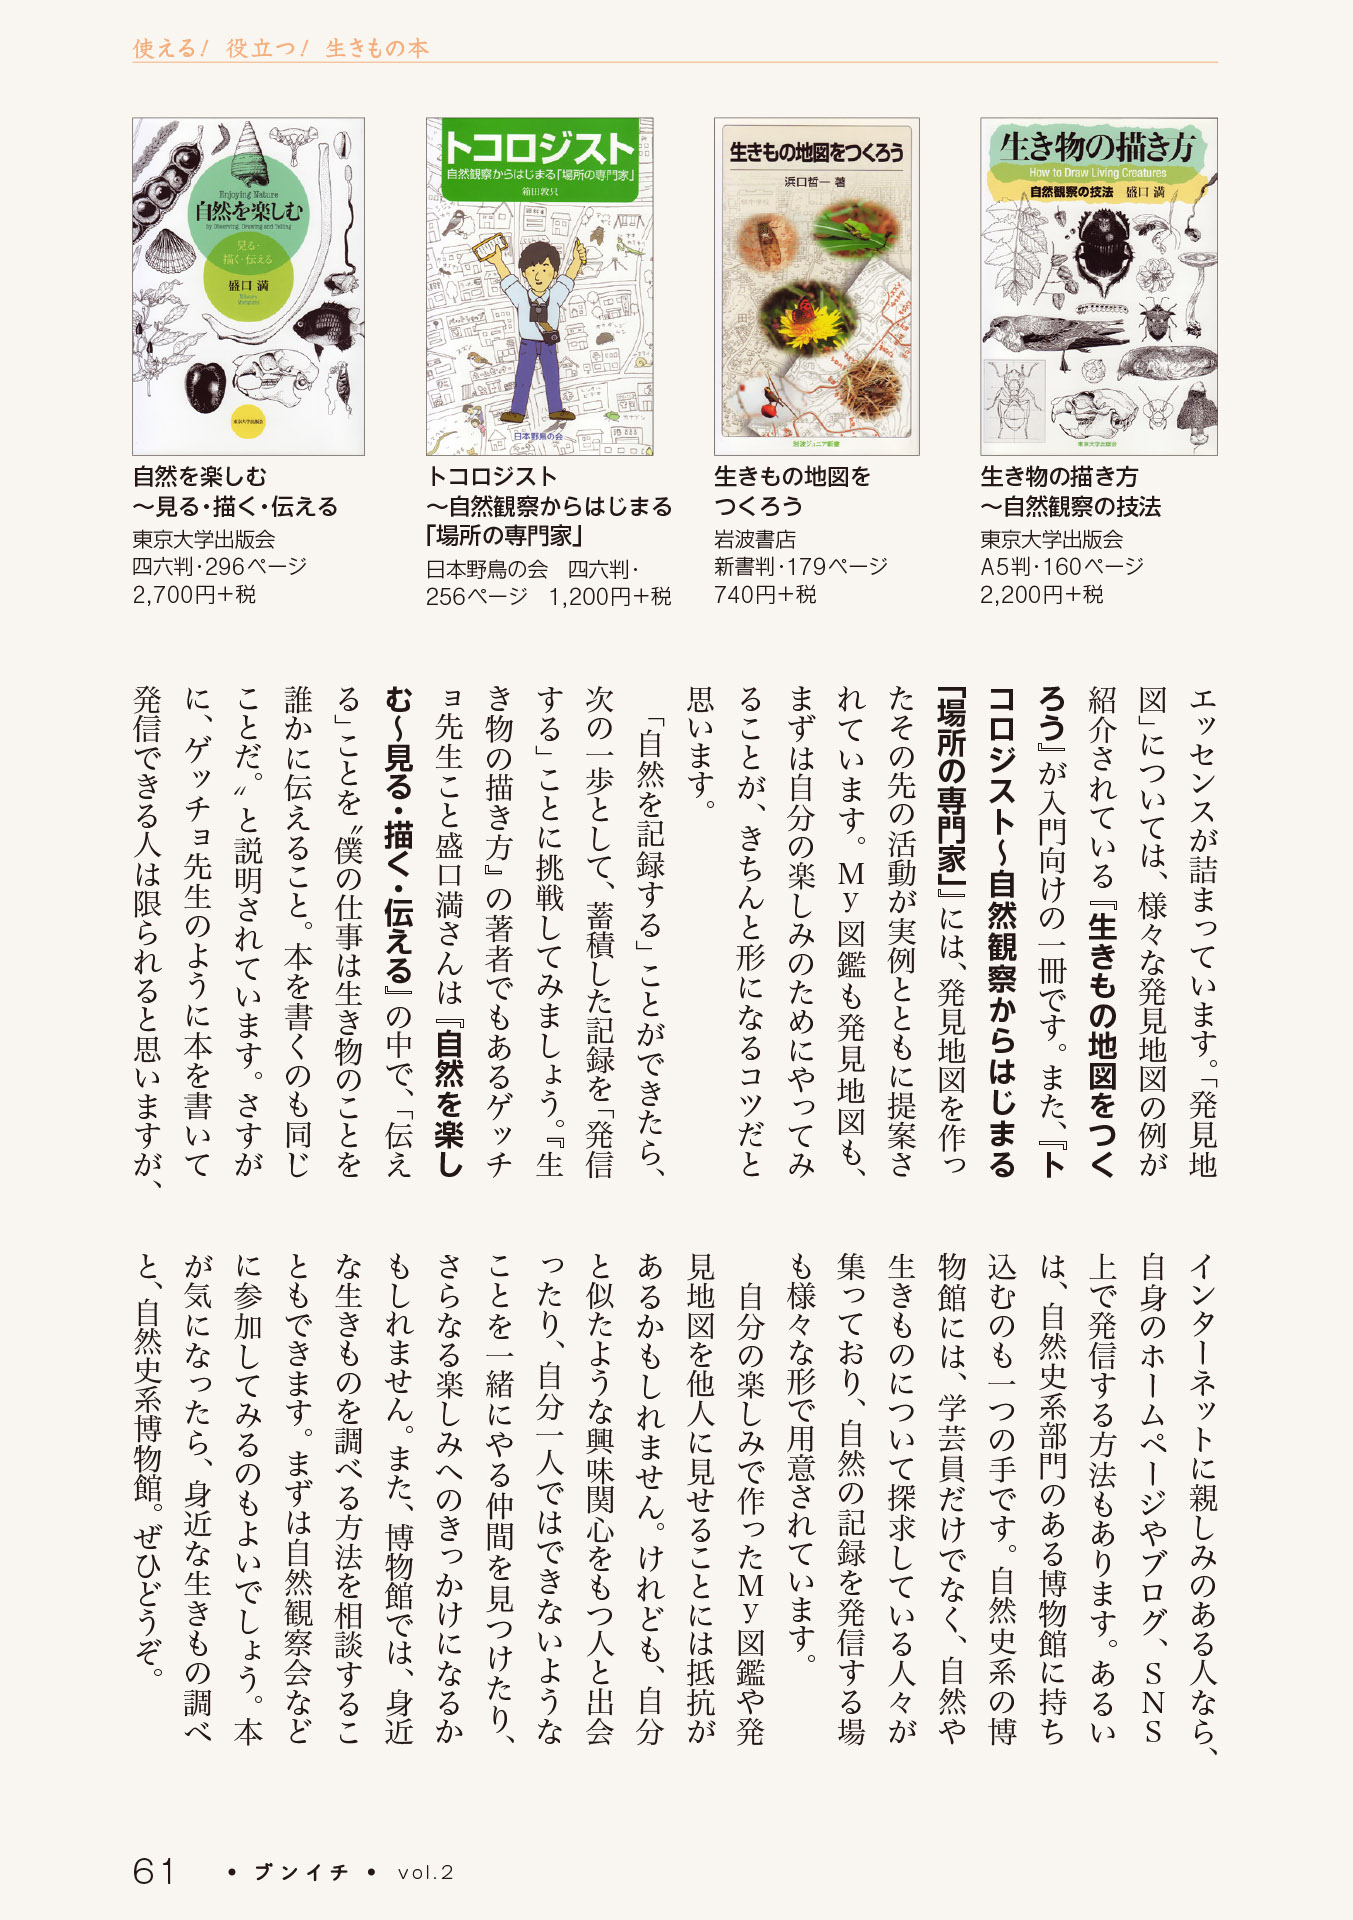 使える！ 役立つ！ 生きもの本
Enjoying Nature
自然を楽しむ
by Observing, Drawing and Telling
見る・
描く・伝える
盛口 満
東京大学出版会
トコロジスト
自然観察からはじまる「場所の専門家」
箱田敦只
日本野鳥の会
生きもの地図をつくろう
浜口哲一 著
岩波ジュニア新書
生き物の描き方
How to Draw Living Creatures
自然観察の技法 盛口 満
東京大学出版会
自然を楽しむ
〜見る・描く・伝える
東京大学出版会
四六判・296ページ
2,700円＋税
トコロジスト
〜自然観察からはじまる
「場所の専門家」
日本野鳥の会 四六判・
256ページ 1,200円＋税
生きもの地図を
つくろう
岩波書店
新書判・179ページ
740円＋税
生き物の描き方
〜自然観察の技法
東京大学出版会
A5判・160ページ
2,200円＋税
エッセンスが詰まっています。「発見地
図」については、様々な発見地図の例が
紹介されている『生きもの地図をつく
ろう』が入門向けの一冊です。また、『ト
コロジスト〜自然観察からはじまる
「場所の専門家」』には、発見地図を作っ
たその先の活動が実例とともに提案さ
れています。My図鑑も発見地図も、
まずは自分の楽しみのためにやってみ
ることが、きちんと形になるコツだと
思います。
「自然を記録する」ことができたら、
次の一歩として、蓄積した記録を「発信
する」ことに挑戦してみましょう。『生
き物の描き方』の著者でもあるゲッチ
ョ先生こと盛口満さんは『自然を楽し
む〜見る・描く・伝える』の中で、「伝え
る」ことを〝僕の仕事は生き物のことを
誰かに伝えること。本を書くのも同じ
ことだ。〟と説明されています。さすが
に、ゲッチョ先生のように本を書いて
発信できる人は限られると思いますが、
インターネットに親しみのある人なら、
自身のホームページやブログ、SNS
上で発信する方法もあります。あるい
は、自然史系部門のある博物館に持ち
込むのも一つの手です。自然史系の博
物館には、学芸員だけでなく、自然や
生きものについて探求している人々が
集っており、自然の記録を発信する場
も様々な形で用意されています。
自分の楽しみで作ったMy図鑑や発
見地図を他人に見せることには抵抗が
あるかもしれません。けれども、自分
と似たような興味関心をもつ人と出会
ったり、自分一人ではできないような
ことを一緒にやる仲間を見つけたり、
さらなる楽しみへのきっかけになるか
もしれません。また、博物館では、身近
な生きものを調べる方法を相談するこ
ともできます。まずは自然観察会など
に参加してみるのもよいでしょう。本
が気になったら、身近な生きもの調べ
と、自然史系博物館。ぜひどうぞ。
61 ・ブンイチ・ vol.2